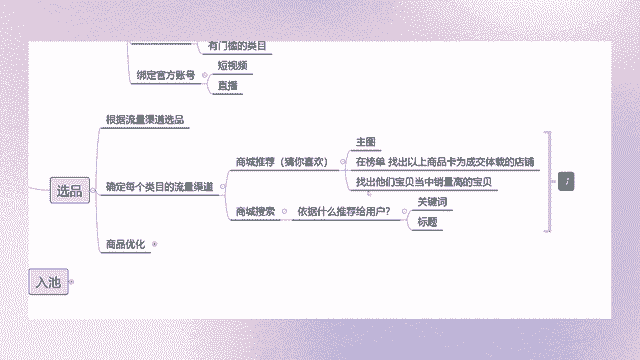 有门槛的类目
绑定官方账号
短视频
直播
选品
根据流量渠道选品
确定每个类目的流量渠道
商城推荐（猜你喜欢）
主图
在榜单 找出以上商品卡为成交体裁的店铺
找出他们宝贝当中销量高的宝贝
商城搜索
依据什么推荐给用户？
关键词
标题
商品优化
入池